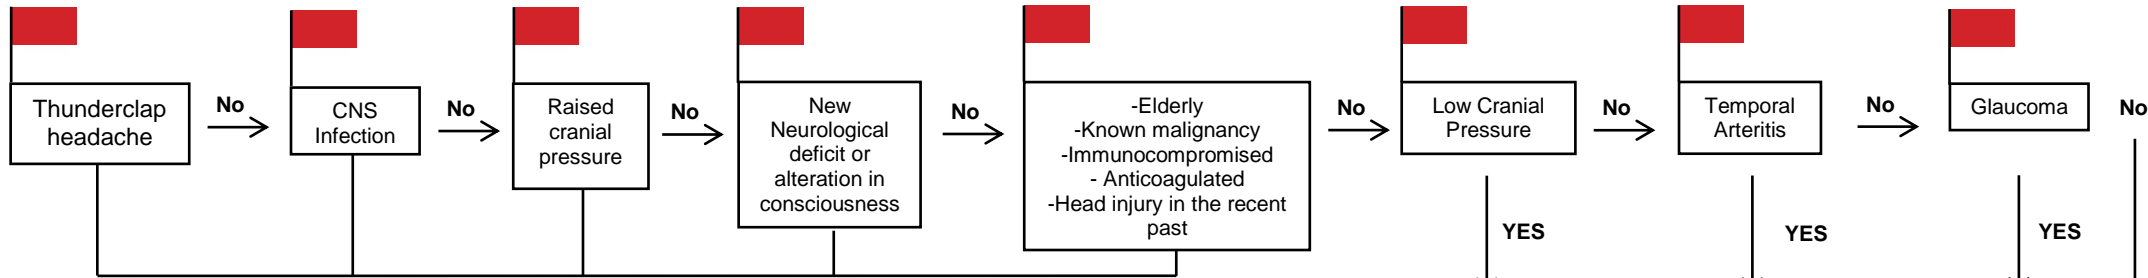 Thunderclap
headache
No
CNS
Infection
No
Raised
cranial
pressure
No
New
Neurological
deficit or
alteration in
consciousness
No
-Elderly
-Known malignancy
-Immunocompromised
- Anticoagulated
-Head injury in the recent
past
No
Low Cranial
Pressure
No
Temporal
Arteritis
No
Glaucoma
No
YES
YES
YES